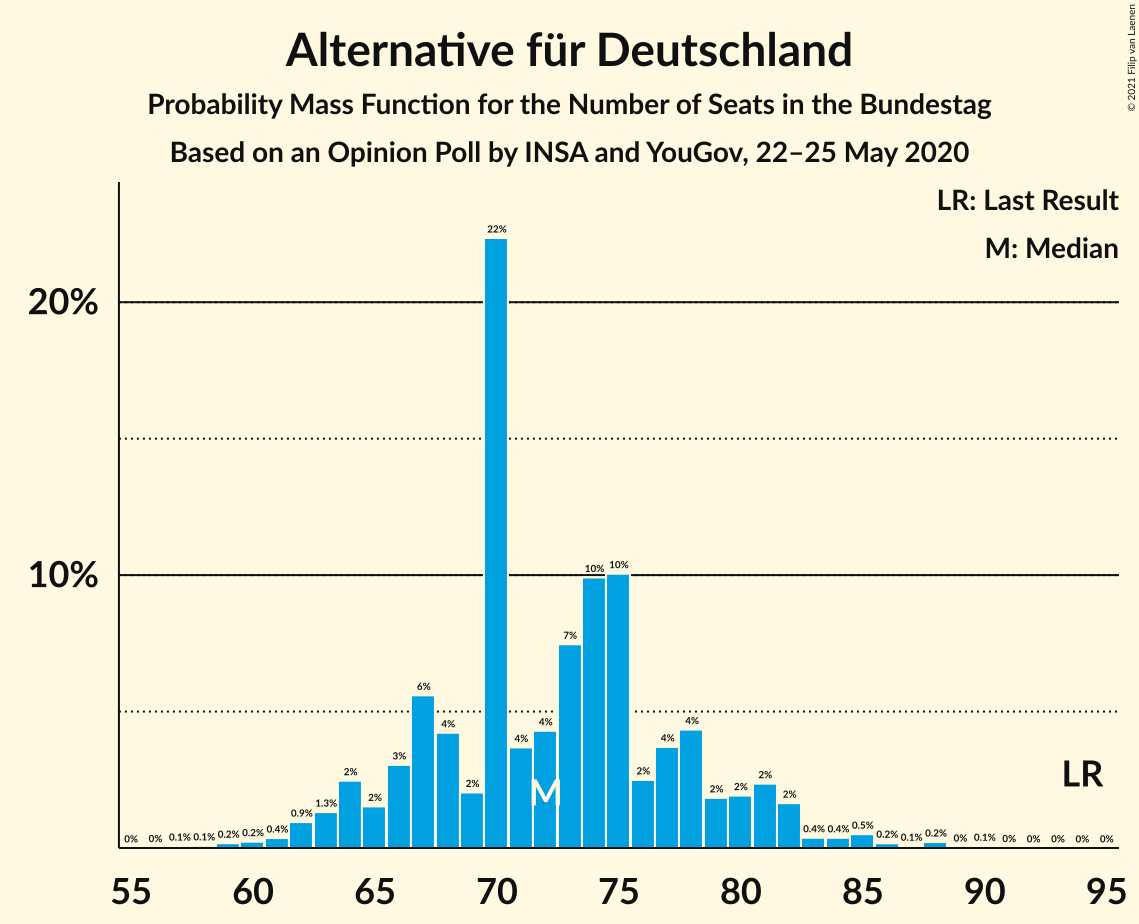 © 2021 Filip van Laenen
Alternative für Deutschland
Probability Mass Function for the Number of Seats in the Bundestag
Based on an Opinion Poll by INSA and YouGov, 22–25 May 2020
LR: Last Result
M: Median
20%
10%
0% 0% 0.1% 0.1% 0.2% 0.2% 0.4% 0.9% 1.3% 2% 2% 3% 6% 4% 2% 22% 4% 4% 7% 10% 10% 2% 4% 4% 2% 2% 2% 2% 0.4% 0.4% 0.5% 0.2% 0.1% 0.2% 0% 0.1% 0% 0% 0% 0% 0%
M
LR
55 60 65 70 75 80 85 90 95